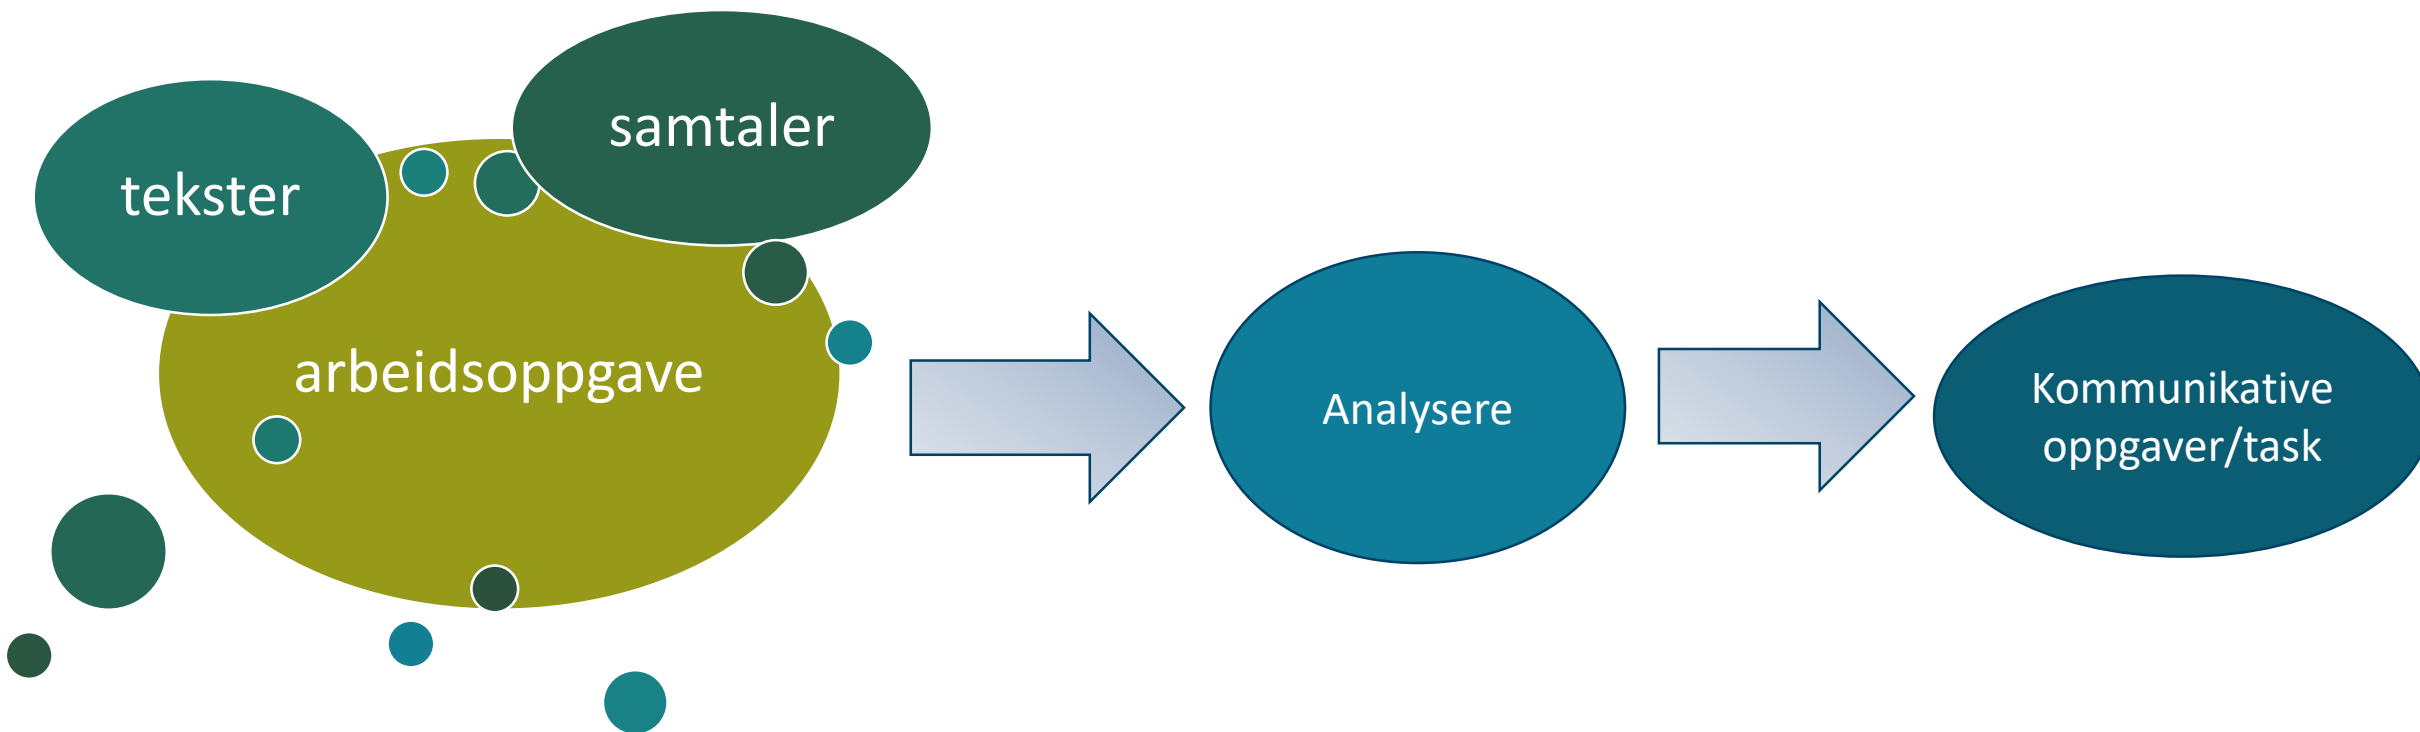 tekster
samtaler
arbeidsoppgave
Analysere
Kommunikative
oppgaver/task